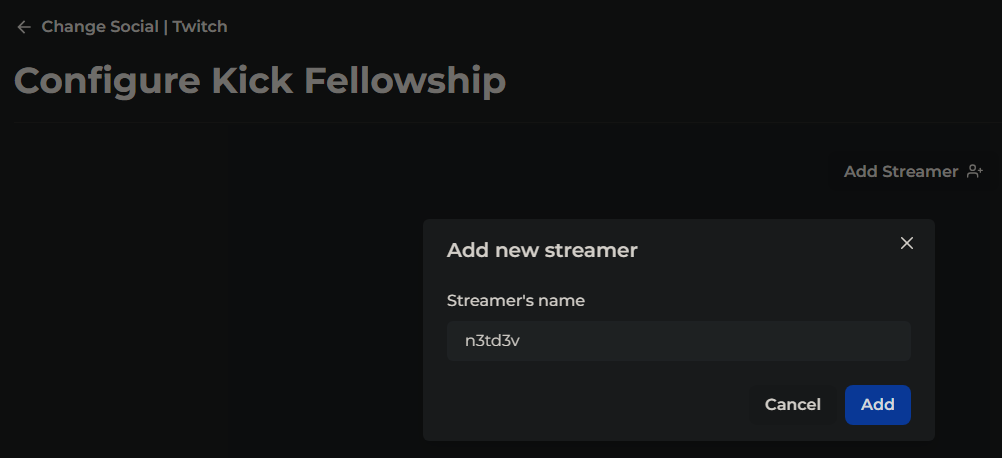 ← Change Social | Twitch
Configure Kick Fellowship
Add Streamer
Add new streamer
Streamer's name
n3td3v
Cancel Add